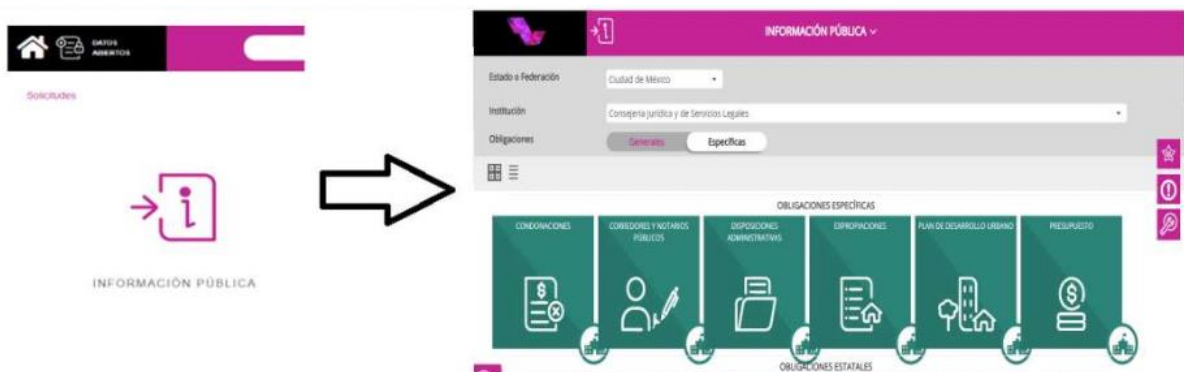 DATOS
ABIERTOS
Solicitudes
INFORMACIÓN PÚBLICA
INFORMACIÓN PÚBLICA
Estado o Federación
Ciudad de México
Institución
Consejería Jurídica y de Servicios Legales
Obligaciones
Generales
Específicas
OBLIGACIONES ESPECÍFICAS
CONDONACIONES
CORREDORES Y NOTARIOS
PÚBLICOS
DISPOSICIONES
ADMINISTRATIVAS
EXPROPIACIONES
PLAN DE DESARROLLO URBANO
PRESUPUESTO
OBLIGACIONES ESTATALES